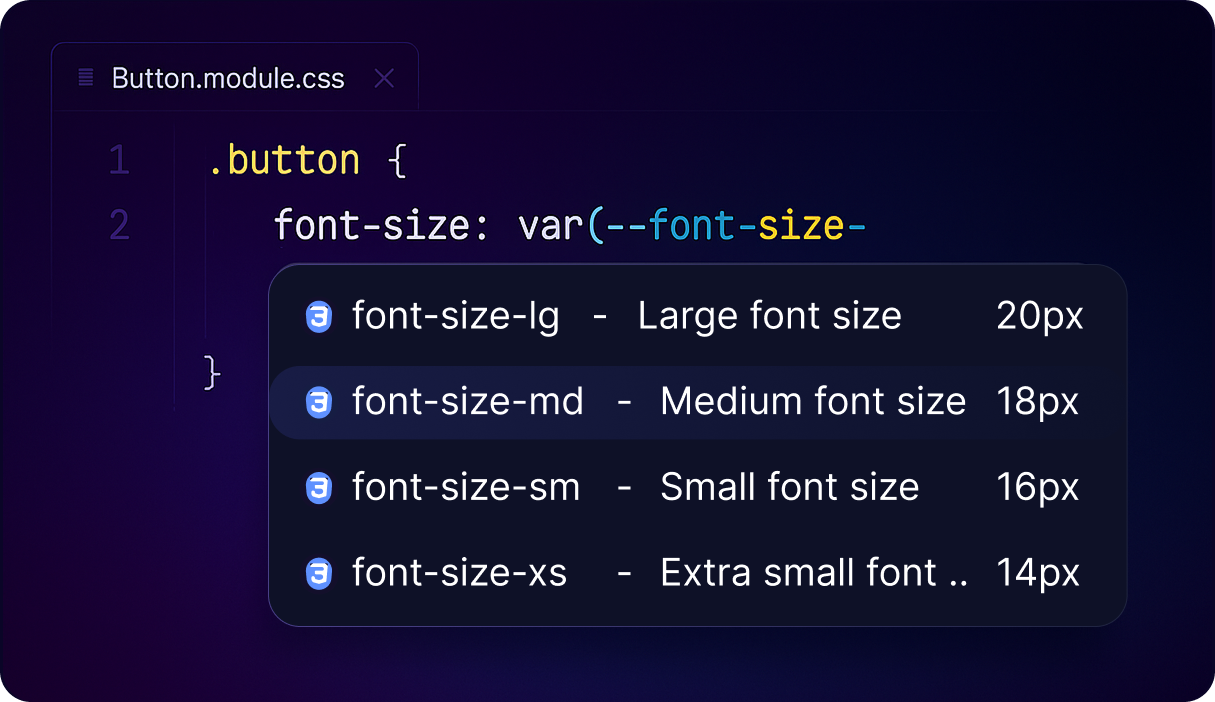 Button.module.css
1 .button {
2 font-size: var(--font-size-
font-size-lg - Large font size 20px
}
font-size-md - Medium font size 18px
font-size-sm - Small font size 16px
font-size-xs - Extra small font .. 14px